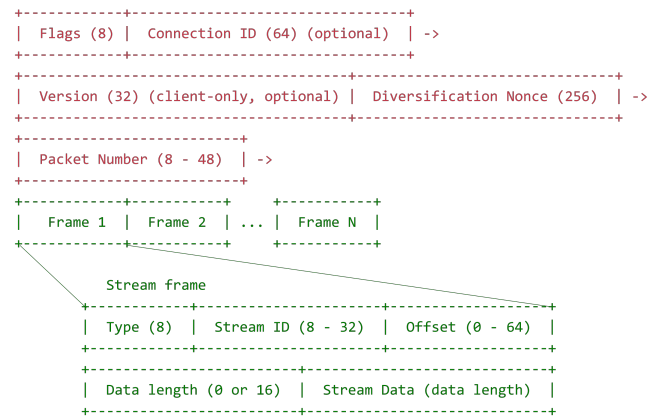 Flags (8) | Connection ID (64) (optional) | ->
Version (32) (client-only, optional) | Diversification Nonce (256) | ->
Packet Number (8 - 48) | ->
Frame 1 | Frame 2 | ... | Frame N |
Stream frame
Type (8) | Stream ID (8 - 32) | Offset (0 - 64) |
Data length (0 or 16) | Stream Data (data length) |